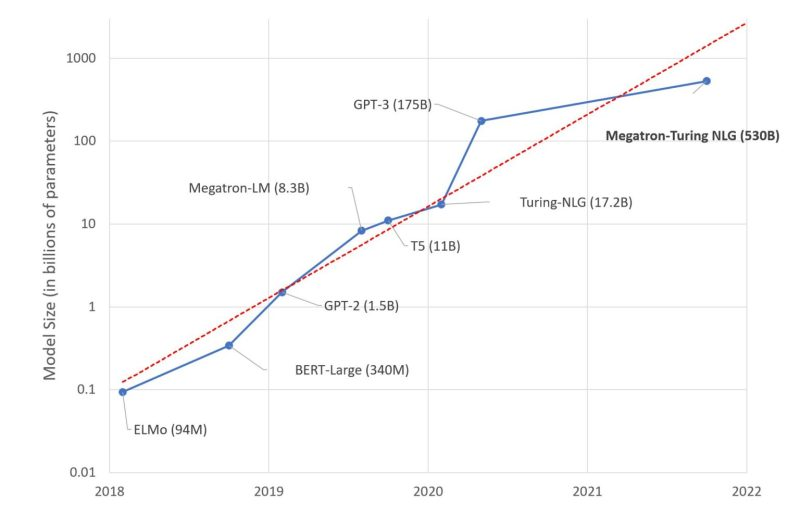 Model Size (in billions of parameters)
1000
100
10
1
0.1
0.01
GPT-3 (175B)
Megatron-Turing NLG (530B)
Megatron-LM (8.3B)
Turing-NLG (17.2B)
T5 (11B)
GPT-2 (1.5B)
BERT-Large (340M)
ELMo (94M)
2018
2019
2020
2021
2022